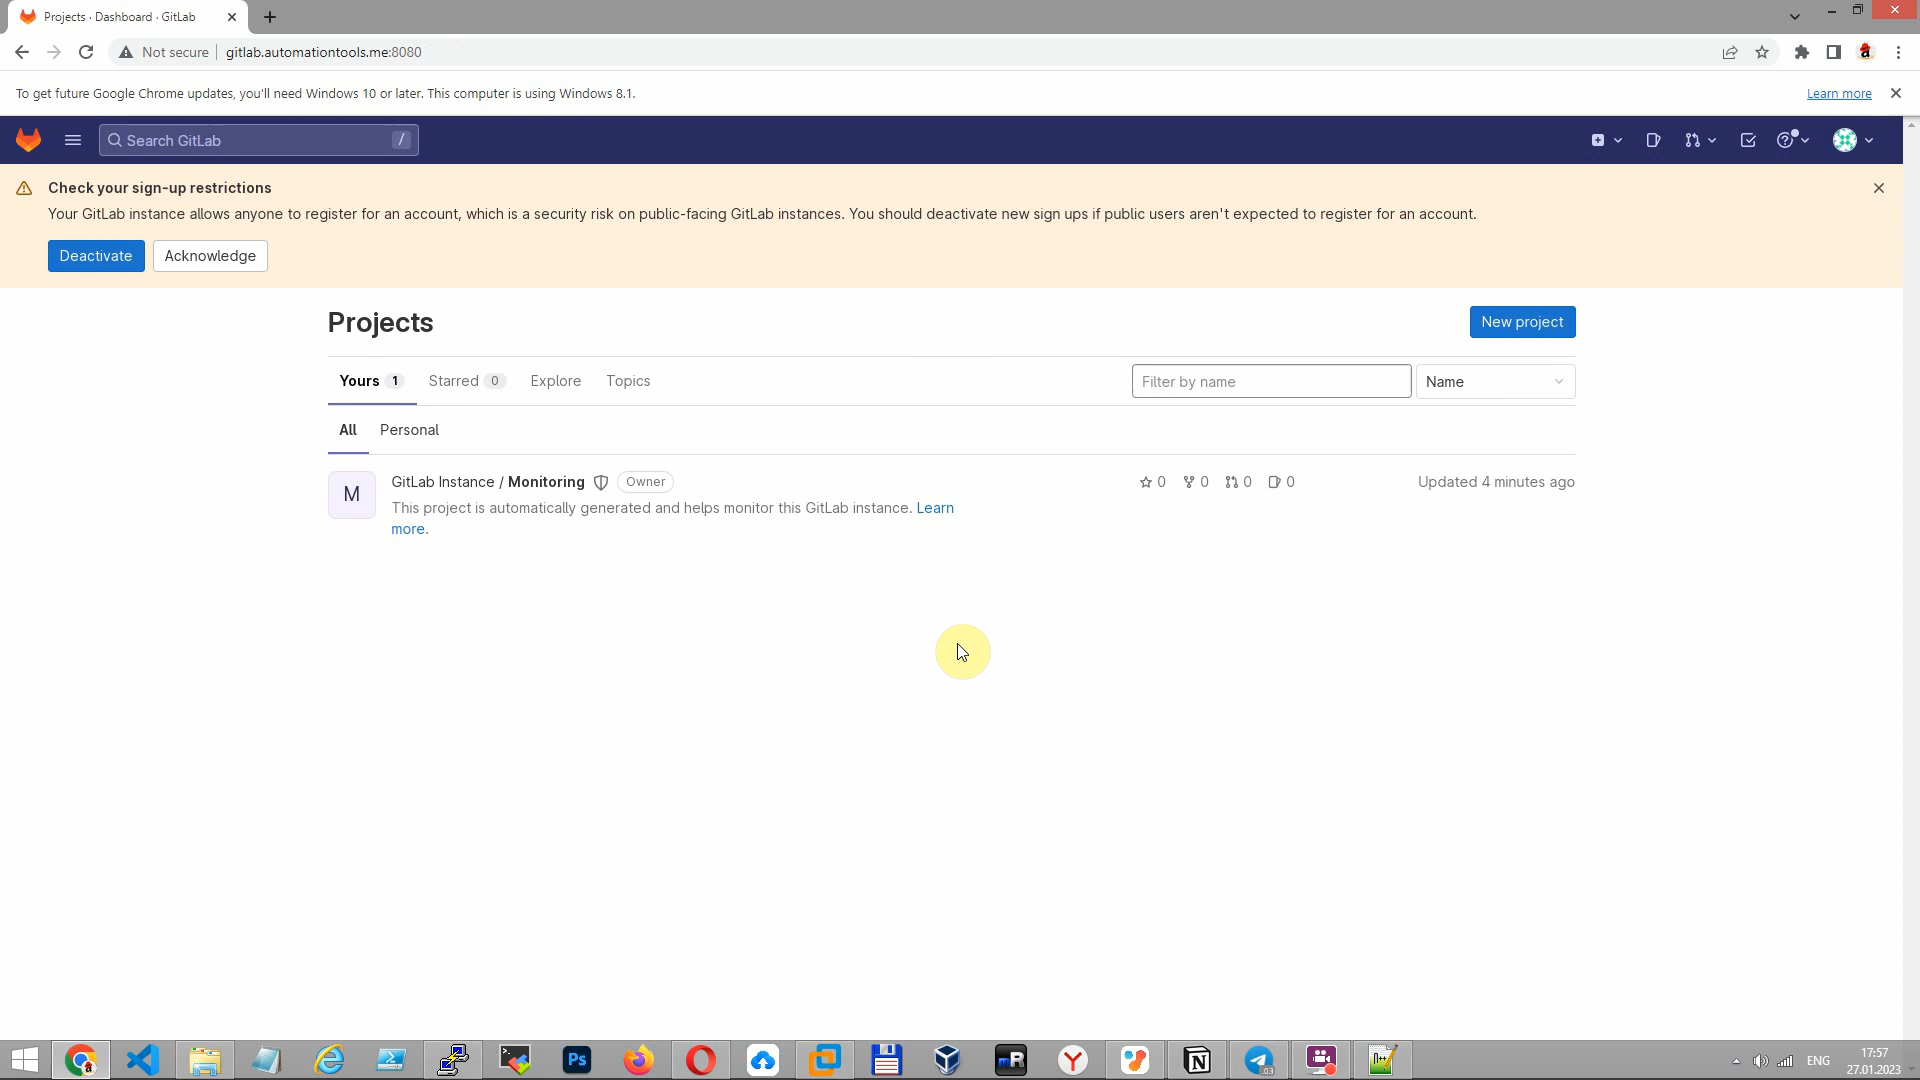 Projects · Dashboard · GitLab
Not secure
gitlab.automationtools.me:8080
To get future Google Chrome updates, you'll need Windows 10 or later. This computer is using Windows 8.1.
Learn more
Search GitLab
/
Check your sign-up restrictions
Your GitLab instance allows anyone to register for an account, which is a security risk on public-facing GitLab instances. You should deactivate new sign ups if public users aren't expected to register for an account.
Deactivate
Acknowledge
Projects
New project
Yours 1
Starred 0
Explore
Topics
Filter by name
Name
All
Personal
M
GitLab Instance / Monitoring
Owner
0
0
0
0
Updated 4 minutes ago
This project is automatically generated and helps monitor this GitLab instance. Learn
more.
Ps
mR
Y
N
.03
ENG
17:57
27.01.2023